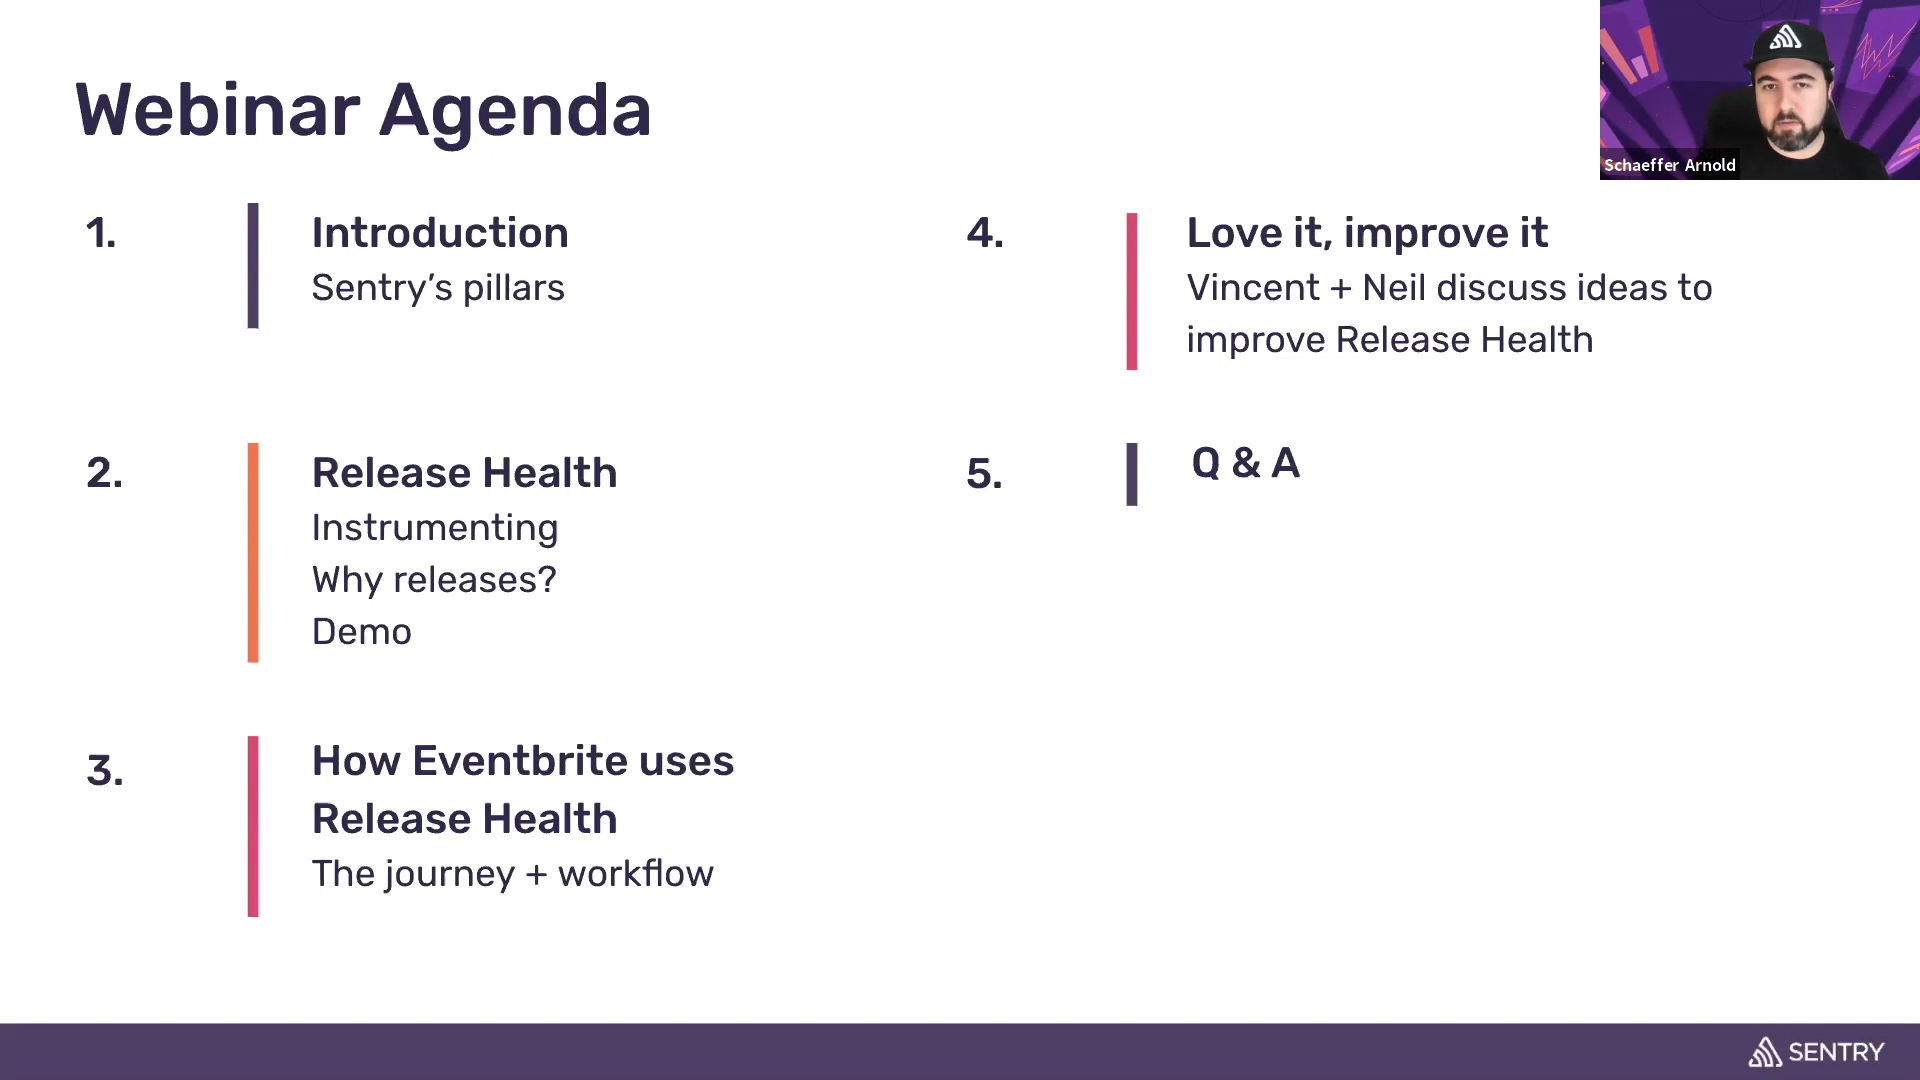 Webinar Agenda
Schaeffer Arnold
1.
Introduction
Sentry’s pillars
2.
Release Health
Instrumenting
Why releases?
Demo
3.
How Eventbrite uses
Release Health
The journey + workflow
4.
Love it, improve it
Vincent + Neil discuss ideas to
improve Release Health
5.
Q & A
SENTRY